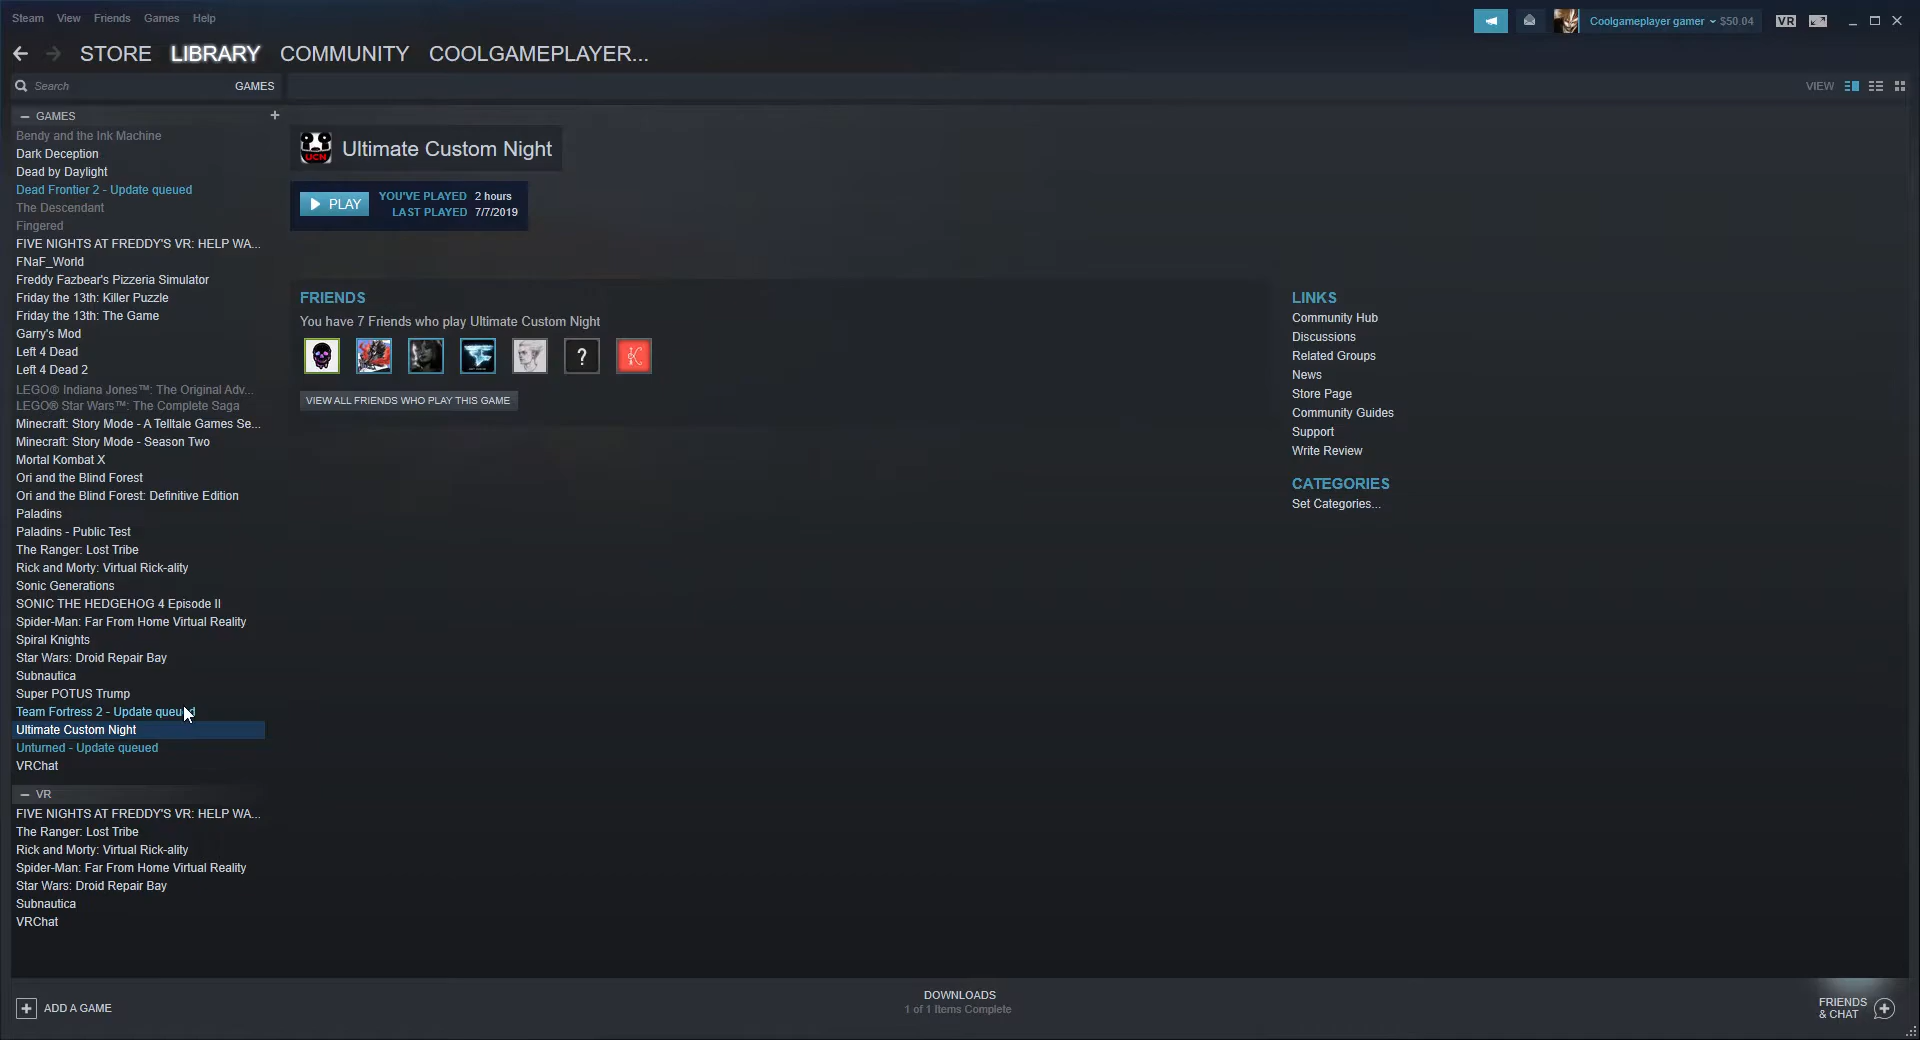 Steam View Friends Games Help
Coolgameplayer gamer $50.04 VR
STORE LIBRARY COMMUNITY COOLGAMEPLAYER...
Search GAMES
VIEW
GAMES
Bendy and the Ink Machine
Dark Deception
Dead by Daylight
Dead Frontier 2 - Update queued
The Descendant
Fingered
FIVE NIGHTS AT FREDDY'S VR: HELP WA...
FNaF_World
Freddy Fazbear's Pizzeria Simulator
Friday the 13th: Killer Puzzle
Friday the 13th: The Game
Garry's Mod
Left 4 Dead
Left 4 Dead 2
LEGO® Indiana Jones™: The Original Adv...
LEGO® Star Wars™: The Complete Saga
Minecraft: Story Mode - A Telltale Games Se...
Minecraft: Story Mode - Season Two
Mortal Kombat X
Ori and the Blind Forest
Ori and the Blind Forest: Definitive Edition
Paladins
Paladins - Public Test
The Ranger: Lost Tribe
Rick and Morty: Virtual Rick-ality
Sonic Generations
SONIC THE HEDGEHOG 4 Episode II
Spider-Man: Far From Home Virtual Reality
Spiral Knights
Star Wars: Droid Repair Bay
Subnautica
Super POTUS Trump
Team Fortress 2 - Update queued
Ultimate Custom Night
Unturned - Update queued
VRChat
VR
FIVE NIGHTS AT FREDDY'S VR: HELP WA...
The Ranger: Lost Tribe
Rick and Morty: Virtual Rick-ality
Spider-Man: Far From Home Virtual Reality
Star Wars: Droid Repair Bay
Subnautica
VRChat
UCN
Ultimate Custom Night
PLAY
YOU'VE PLAYED 2 hours
LAST PLAYED 7/7/2019
FRIENDS
You have 7 Friends who play Ultimate Custom Night
?
VIEW ALL FRIENDS WHO PLAY THIS GAME
LINKS
Community Hub
Discussions
Related Groups
News
Store Page
Community Guides
Support
Write Review
CATEGORIES
Set Categories...
ADD A GAME
DOWNLOADS
1 of 1 Items Complete
FRIENDS
& CHAT